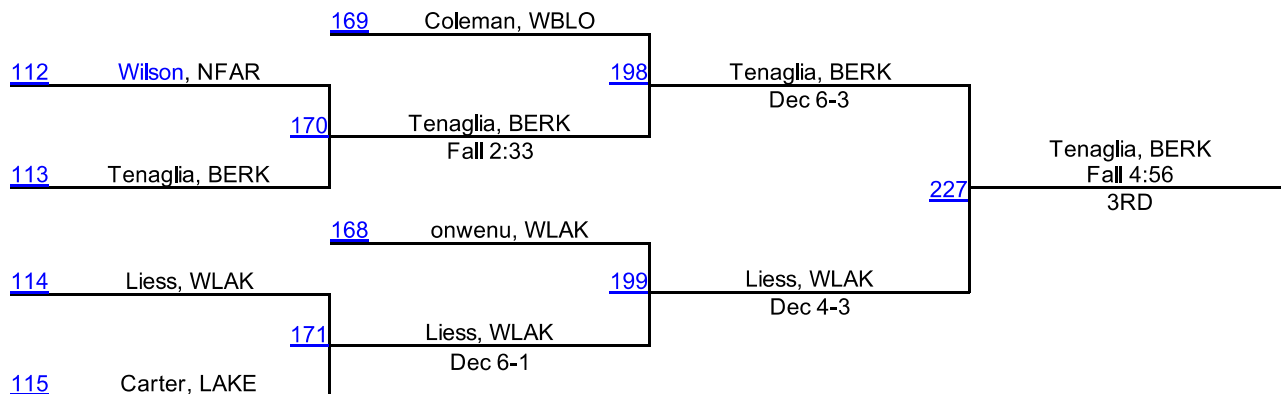 169 Coleman, WBLO
112 Wilson, NFAR
198 Tenaglia, BERK
Dec 6-3
170 Tenaglia, BERK
Fall 2:33
113 Tenaglia, BERK
Tenaglia, BERK
Fall 4:56
3RD
227
168 onwenu, WLAK
114 Liess, WLAK
199 Liess, WLAK
Dec 4-3
171 Liess, WLAK
Dec 6-1
115 Carter, LAKE